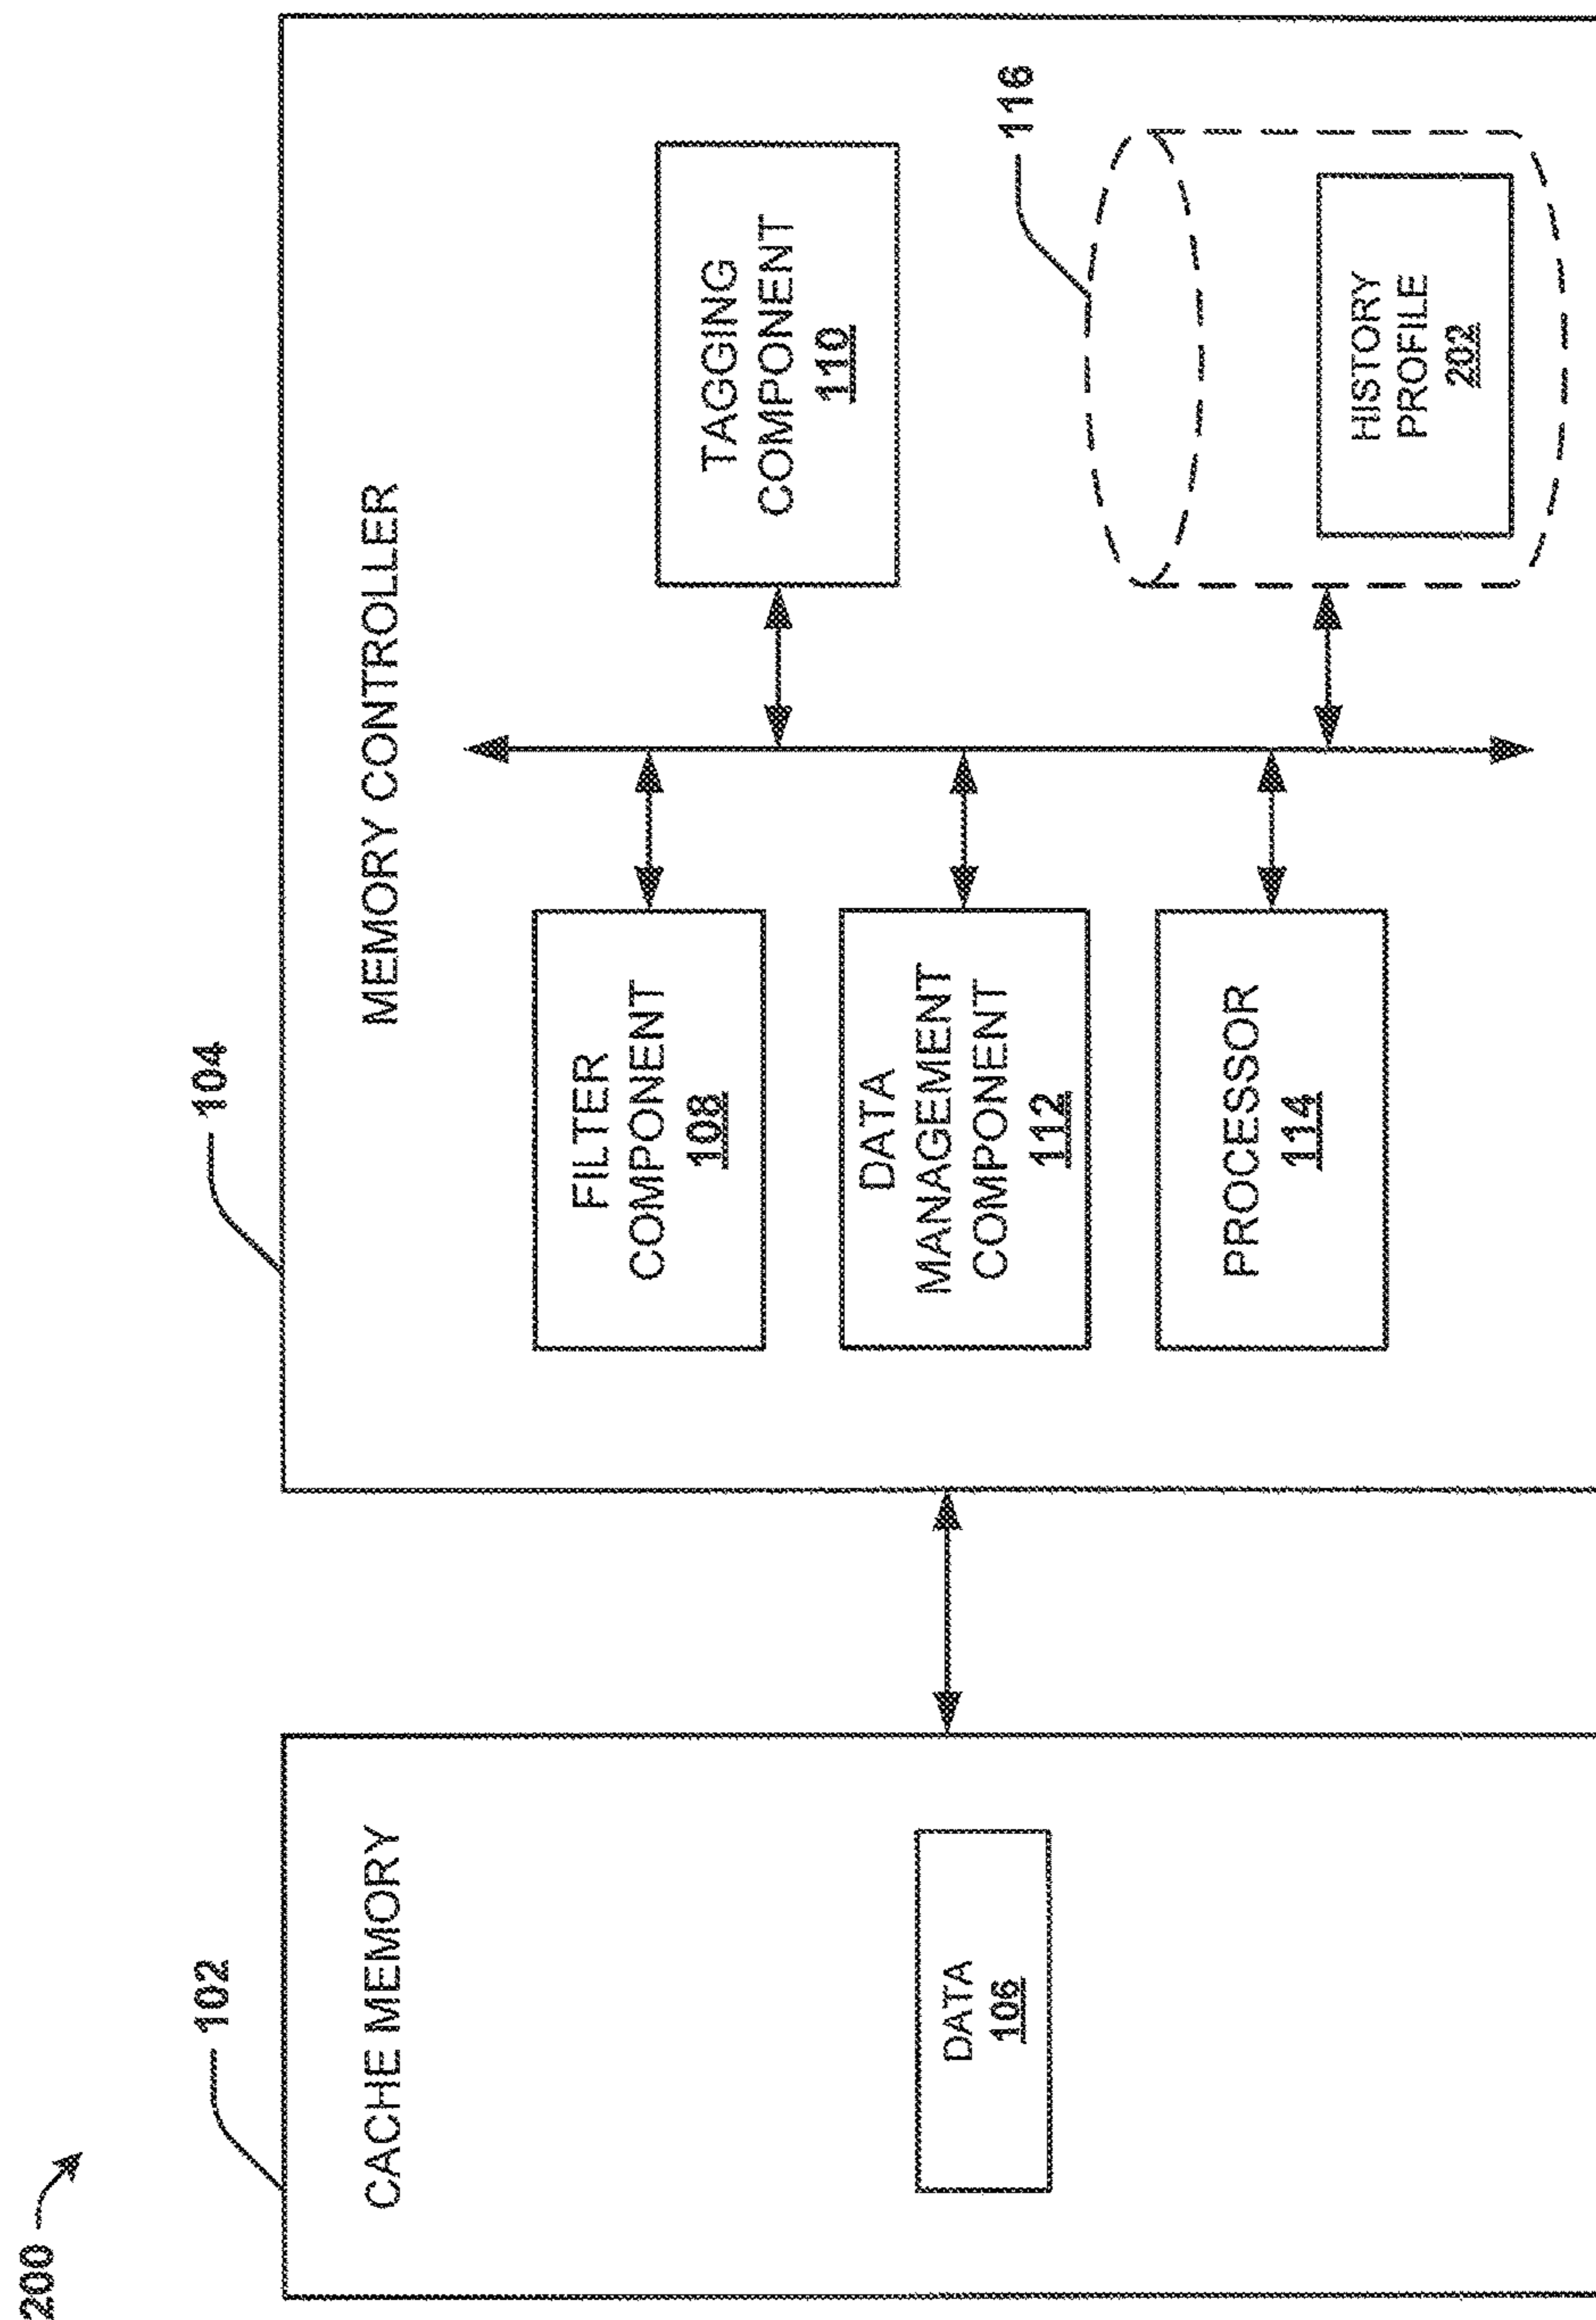 200
102
CACHE MEMORY
DATA
106
104
MEMORY CONTROLLER
FILTER
COMPONENT
108
DATA
MANAGEMENT
COMPONENT
112
PROCESSOR
114
TAGGING
COMPONENT
110
116
HISTORY
PROFILE
202